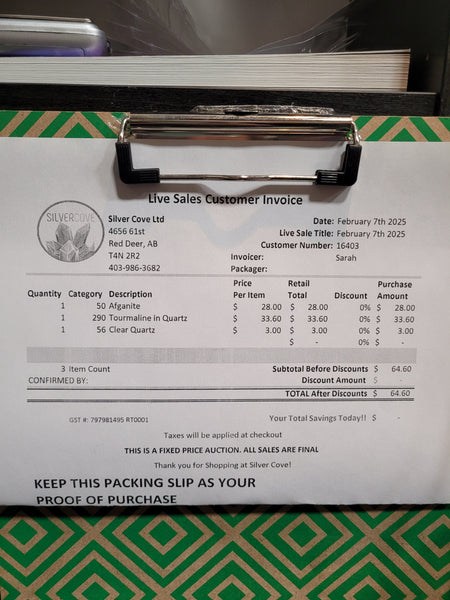 Live Sales Customer Invoice
SILVERCOVE
Silver Cove Ltd
4656 61st
Red Deer, AB
T4N 2R2
403-986-3682
Date: February 7th 2025
Live Sale Title: February 7th 2025
Customer Number: 16403
Invoicer: Sarah
Packager:
Quantity Category Description Price Per Item Retail Total Discount Purchase Amount
1 50 Afganite $ 28.00 $ 28.00 0% $ 28.00
1 290 Tourmaline in Quartz $ 33.60 $ 33.60 0% $ 33.60
1 56 Clear Quartz $ 3.00 $ 3.00 0% $ 3.00
$ - 0% $ -
3 Item Count Subtotal Before Discounts $ 64.60
CONFIRMED BY: Discount Amount $ -
TOTAL After Discounts $ 64.60
GST #: 797981495 RT0001 Your Total Savings Today!! $ -
Taxes will be applied at checkout
THIS IS A FIXED PRICE AUCTION. ALL SALES ARE FINAL
Thank you for Shopping at Silver Cove!
KEEP THIS PACKING SLIP AS YOUR
PROOF OF PURCHASE